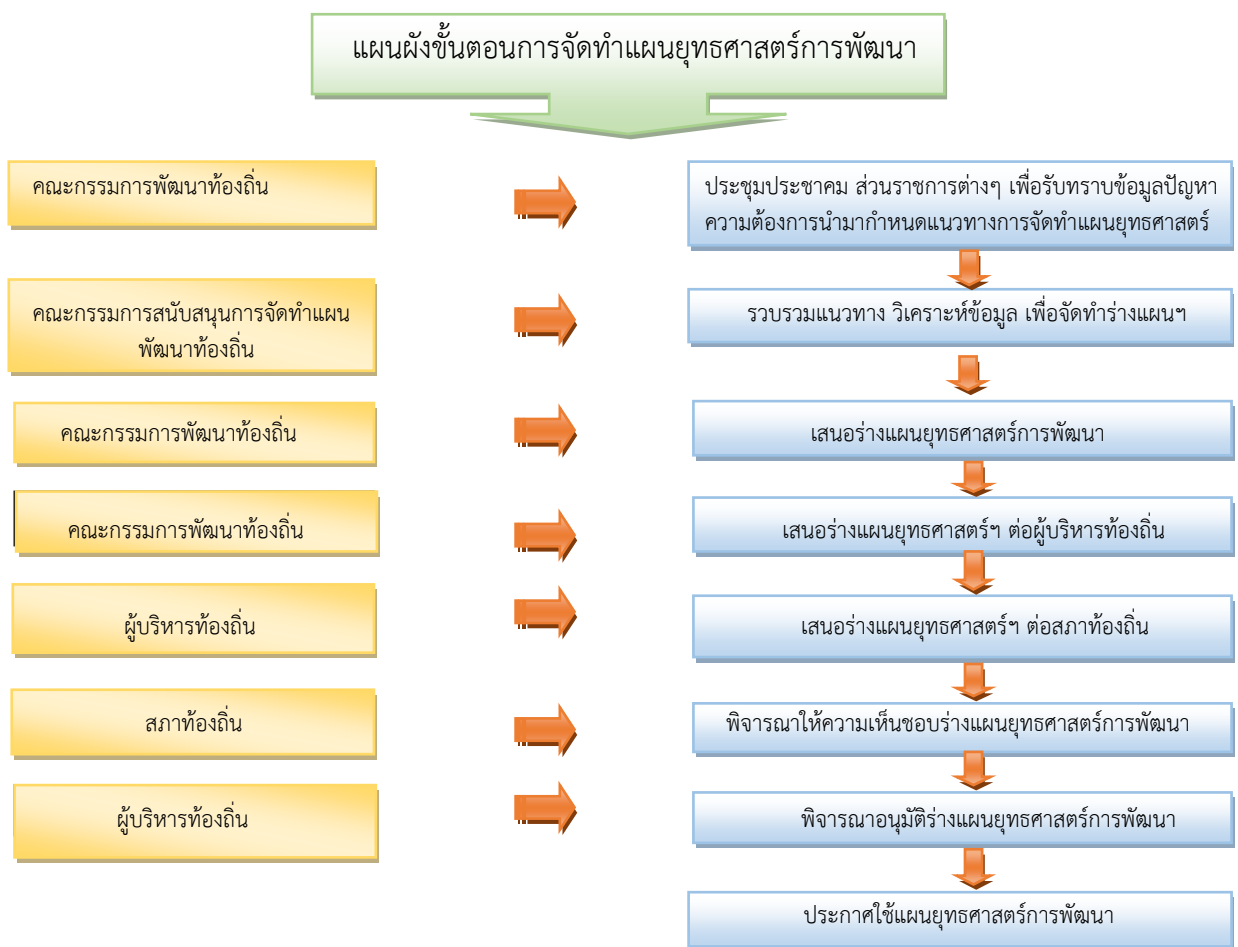 แผนผังขั้นตอนการจัดทำแผนยุทธศาสตร์การพัฒนา
คณะกรรมการพัฒนาท้องถิ่น
ประชุมประชาคม ส่วนราชการต่างๆ เพื่อรับทราบข้อมูลปัญหา
ความต้องการนำมากำหนดแนวทางการจัดทำแผนยุทธศาสตร์
คณะกรรมการสนับสนุนการจัดทำแผน
พัฒนาท้องถิ่น
รวบรวมแนวทาง วิเคราะห์ข้อมูล เพื่อจัดทำร่างแผนฯ
คณะกรรมการพัฒนาท้องถิ่น
เสนอร่างแผนยุทธศาสตร์การพัฒนา
คณะกรรมการพัฒนาท้องถิ่น
เสนอร่างแผนยุทธศาสตร์ฯ ต่อผู้บริหารท้องถิ่น
ผู้บริหารท้องถิ่น
เสนอร่างแผนยุทธศาสตร์ฯ ต่อสภาท้องถิ่น
สภาท้องถิ่น
พิจารณาให้ความเห็นชอบร่างแผนยุทธศาสตร์การพัฒนา
ผู้บริหารท้องถิ่น
พิจารณาอนุมัติร่างแผนยุทธศาสตร์การพัฒนา
ประกาศใช้แผนยุทธศาสตร์การพัฒนา